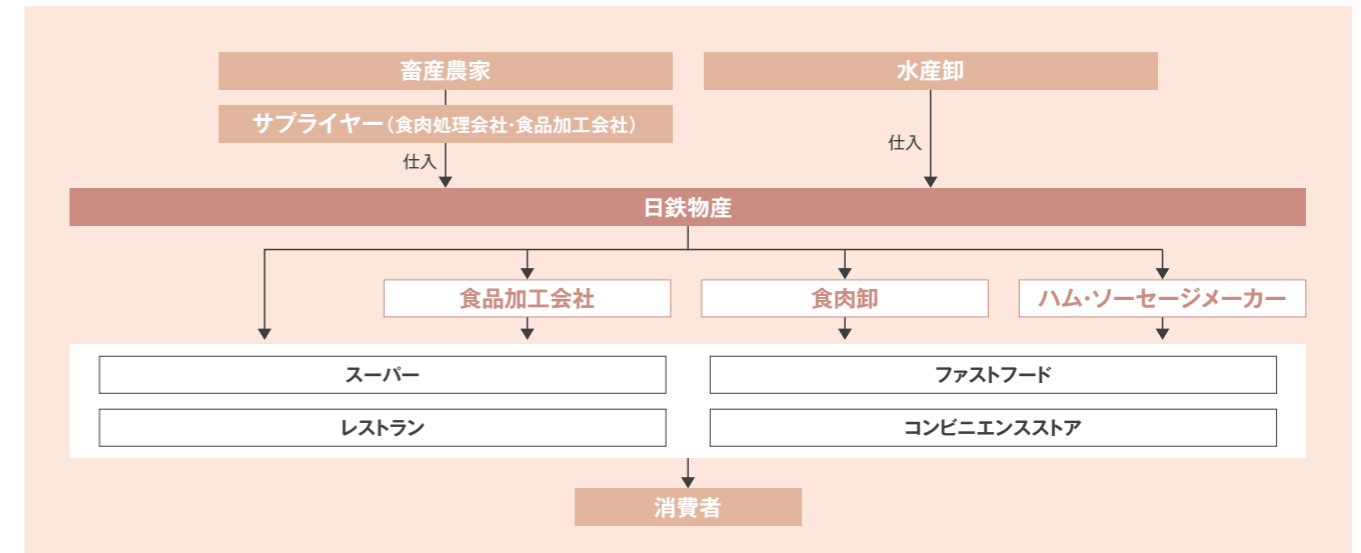 畜産農家
水産卸
サプライヤー（食肉処理会社・食品加工会社）
仕入
仕入
日鉄物産
食品加工会社
食肉卸
ハム・ソーセージメーカー
スーパー
ファストフード
レストラン
コンビニエンスストア
消費者